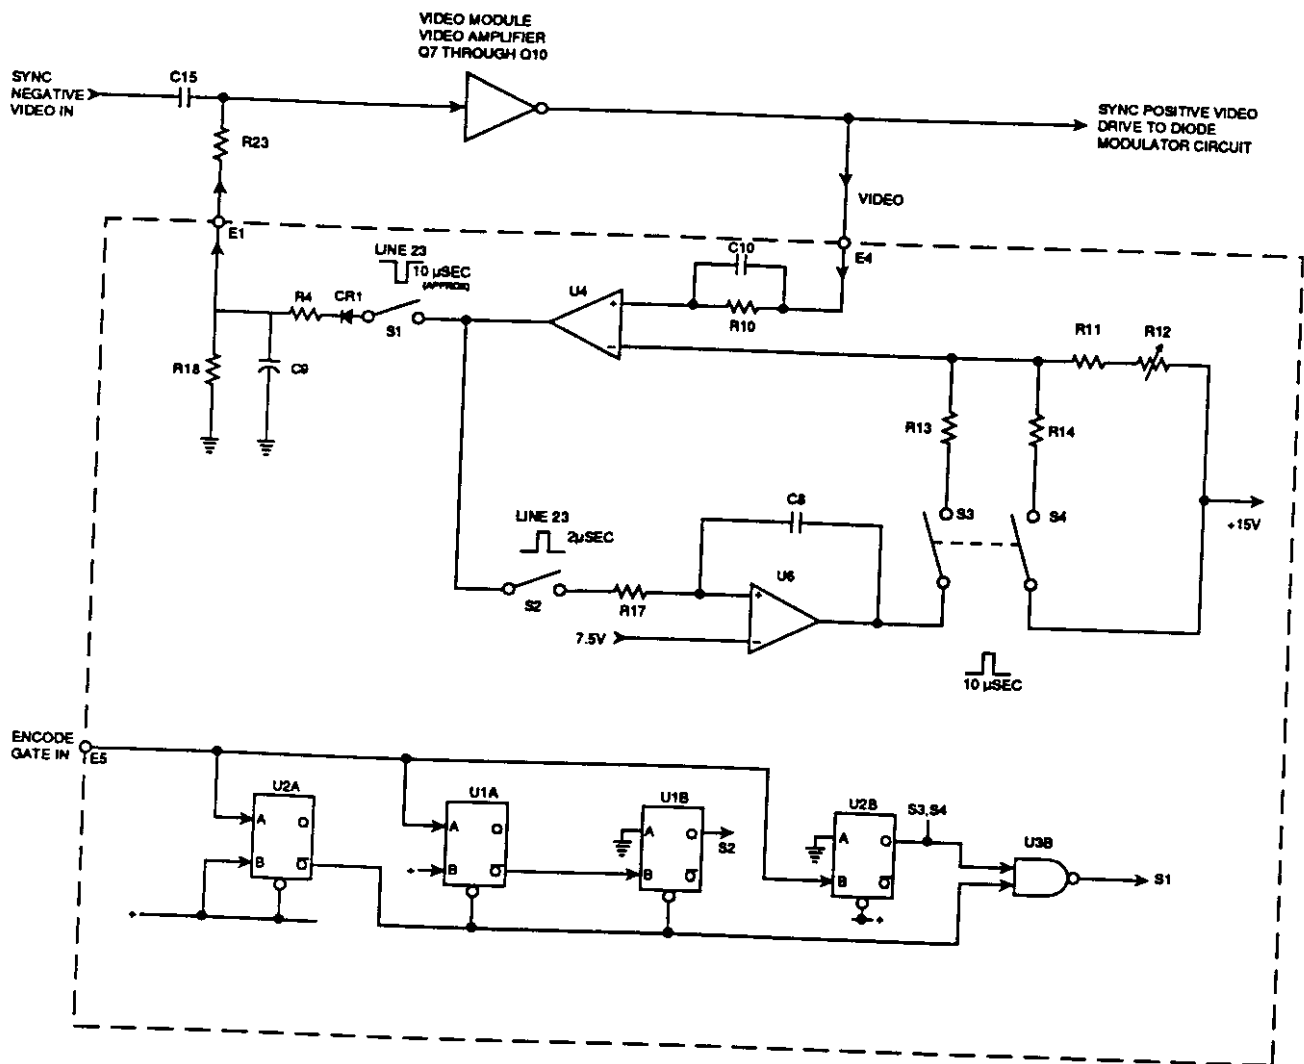 VIDEO MODULE
VIDEO AMPLIFIER
Q7 THROUGH Q10
SYNC
NEGATIVE
VIDEO IN
C15
R23
SYNC POSITIVE VIDEO
DRIVE TO DIODE
MODULATOR CIRCUIT
VIDEO
E1
E4
LINE 23
10 µSEC
(APPROX)
C10
R10
U4
+
−
R4
CR1
S1
R18
C9
R11
R12
R13
R14
S3
S4
+15V
LINE 23
2µSEC
S2
R17
C8
U6
+
−
7.5V
10 µSEC
ENCODE
GATE IN
E5
U2A
A
Q
B
Q
+
U1A
A
Q
B
Q
+
U1B
A
Q
B
Q
S2
U2B
A
Q
B
Q
+
S3,S4
U3B
S1